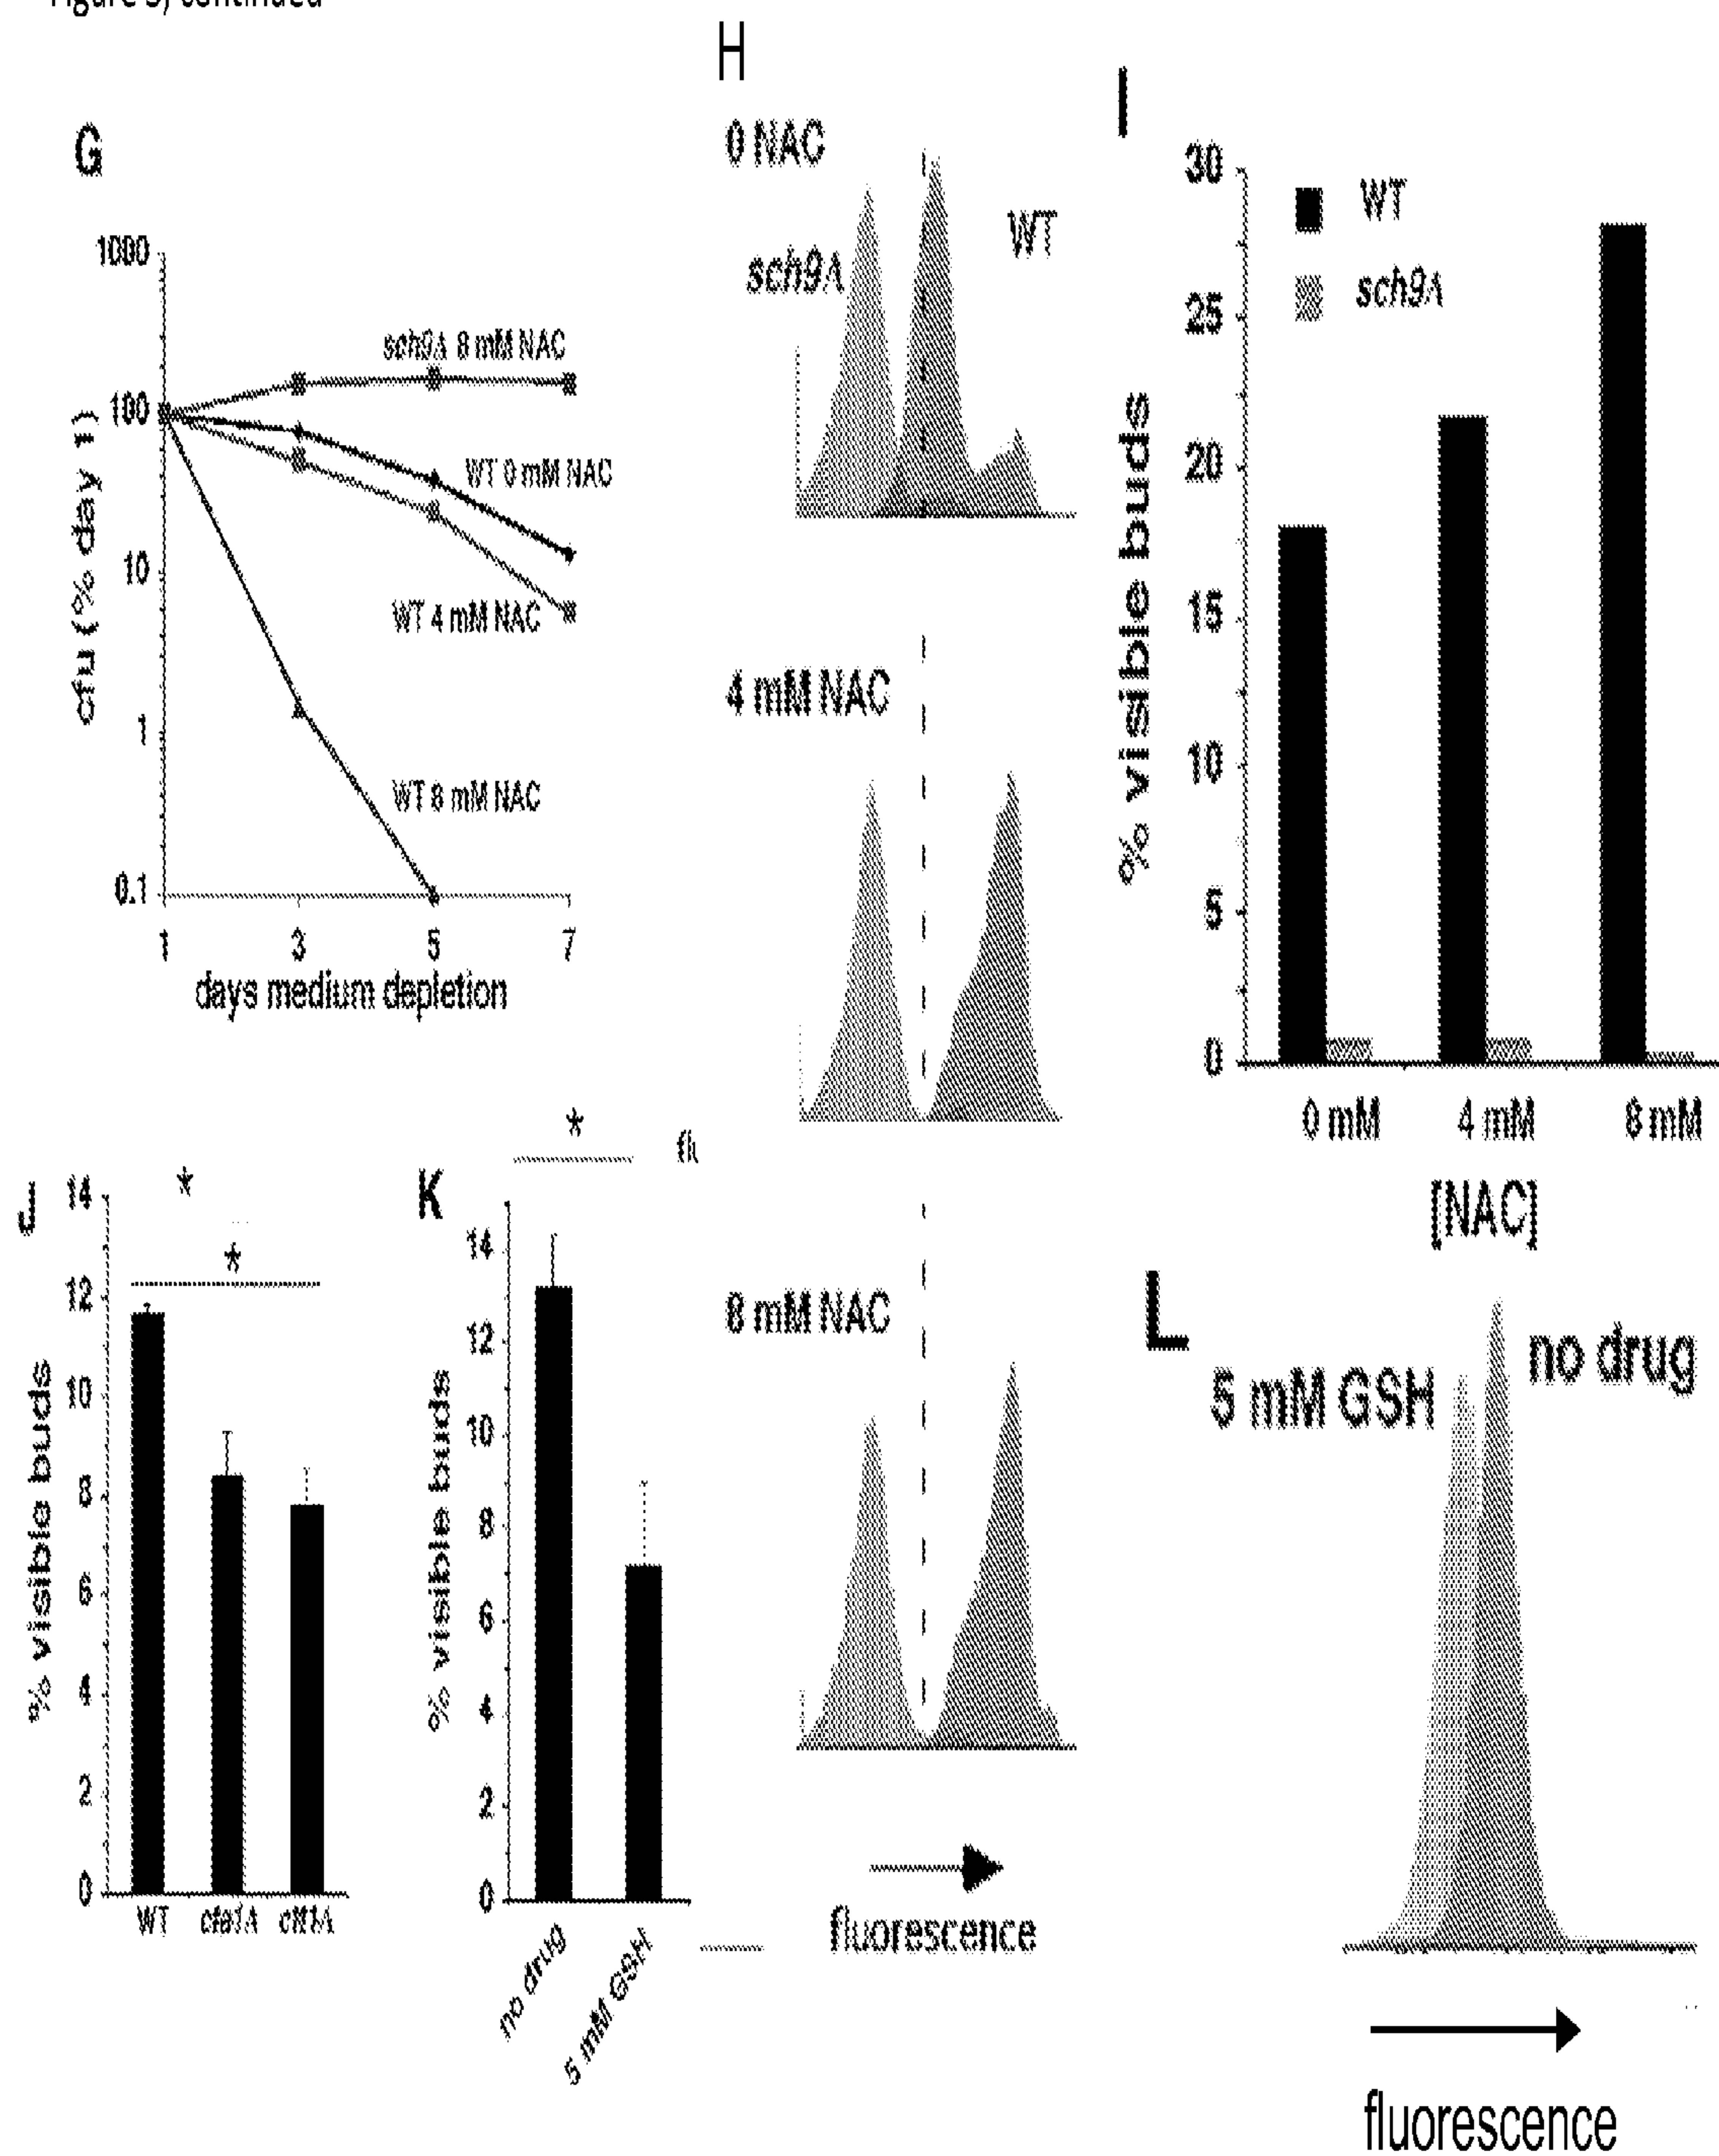 Figure 3, continued
G
1000
100
10
1
0.1
cfu (% day 1)
sch9Δ 8 mM NAC
WT 0 mM NAC
WT 4 mM NAC
WT 8 mM NAC
1 3 5 7
days medium depletion
H
0 NAC
sch9Δ
WT
4 mM NAC
8 mM NAC
fluorescence
I
30
25
20
15
10
5
0
% visible buds
WT
sch9Δ
0 mM 4 mM 8 mM
[NAC]
J
14
12
10
8
6
4
2
0
% visible buds
*
*
WT cta1Δ ctt1Δ
K
*
flu
14
12
10
8
6
4
2
0
% visible buds
no drug
5 mM GSH
L
5 mM GSH
no drug
fluorescence